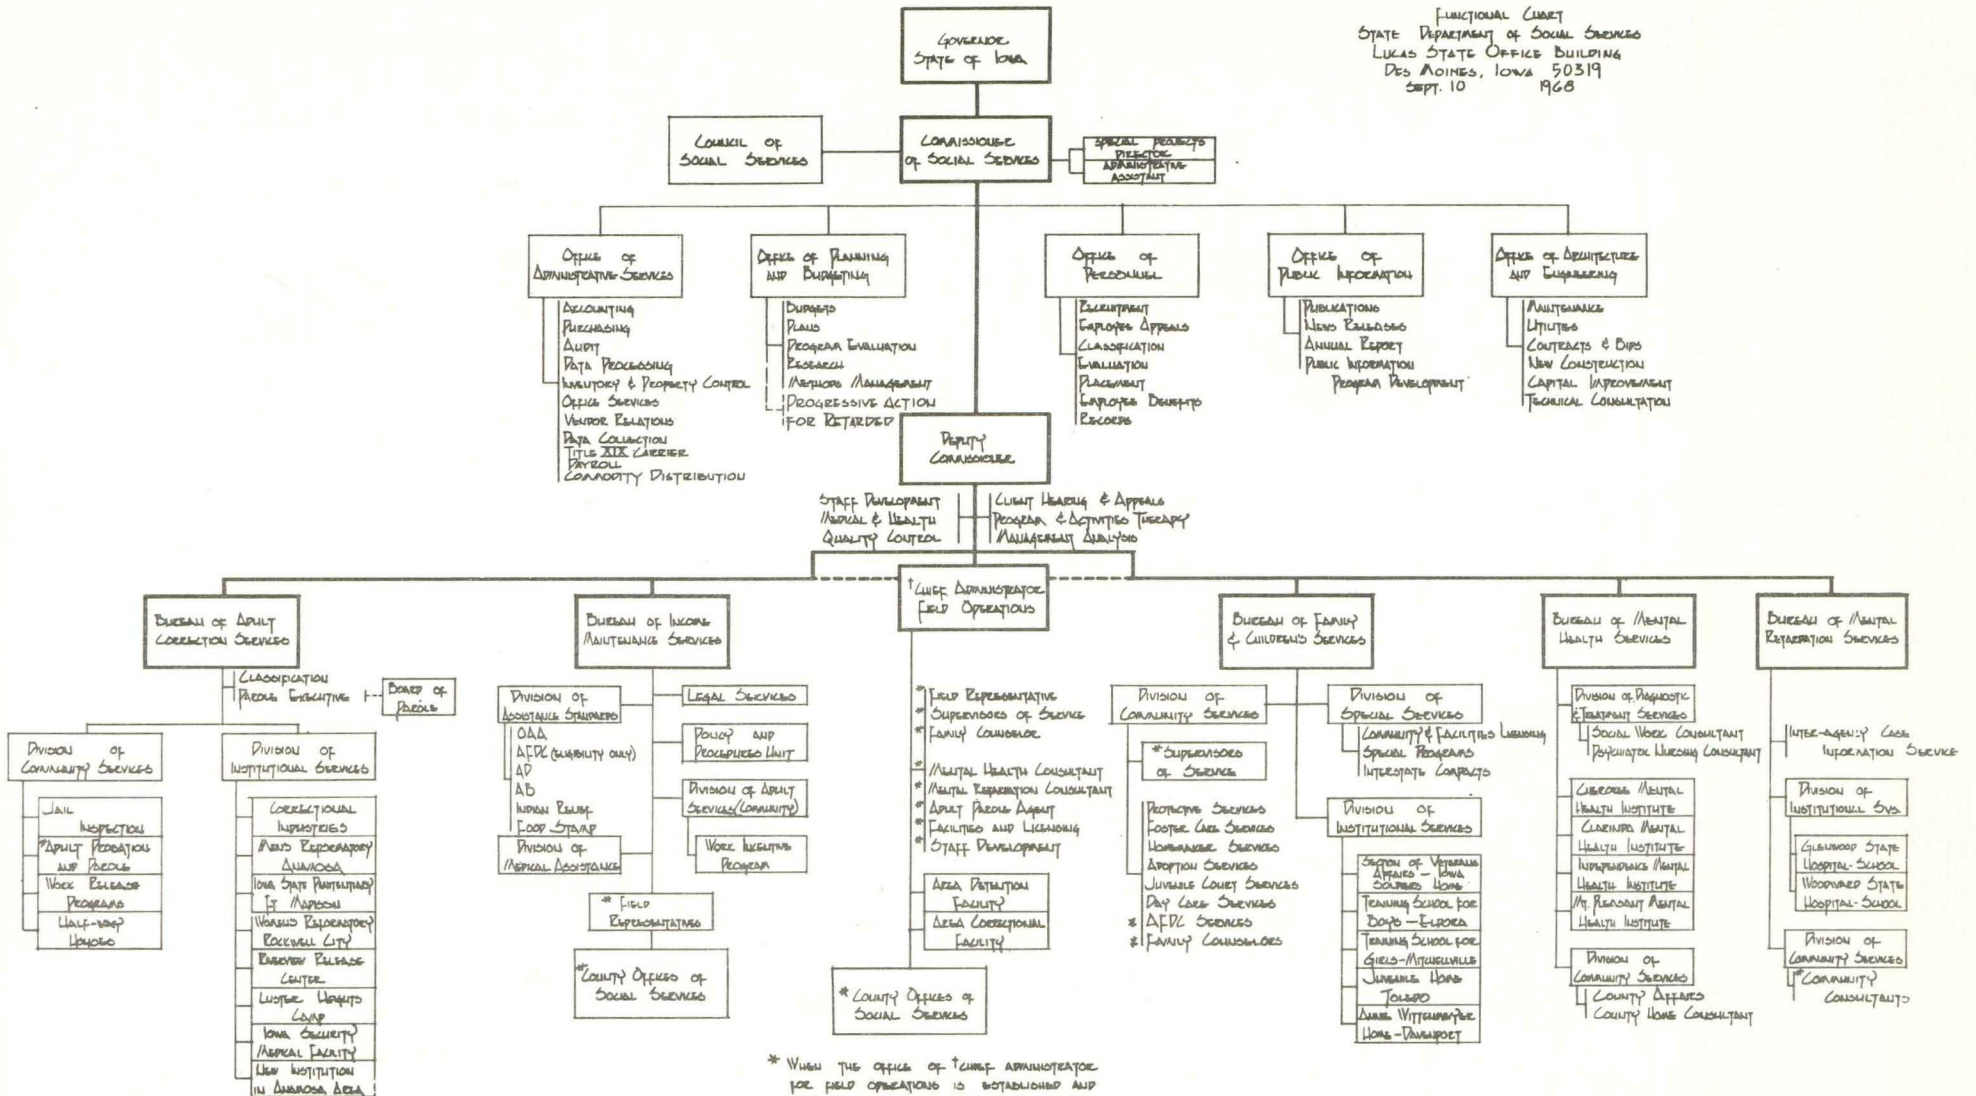 FUNCTIONAL CHART
STATE DEPARTMENT OF SOCIAL SERVICES
LUCAS STATE OFFICE BUILDING
DES MOINES, IOWA 50319
SEPT. 10 1968
GOVERNOR
STATE OF IOWA
COUNCIL OF
SOCIAL SERVICES
COMMISSIONER
OF SOCIAL SERVICES
SPECIAL PROJECTS
DIRECTOR
ADMINISTRATIVE
ASSISTANT
OFFICE OF
ADMINISTRATIVE SERVICES
ACCOUNTING
PURCHASING
AUDIT
DATA PROCESSING
INVENTORY & PROPERTY CONTROL
OFFICE SERVICES
VENDOR RELATIONS
DATA COLLECTION
TITLE XIX CARRIER
PAYROLL
COMMODITY DISTRIBUTION
OFFICE OF PLANNING
AND BUDGETING
BUDGETS
PLANS
PROGRAM EVALUATION
RESEARCH
METHODS MANAGEMENT
PROGRESSIVE ACTION
FOR RETARDED
OFFICE OF
PERSONNEL
RECRUITMENT
EMPLOYEE APPEALS
CLASSIFICATION
EVALUATION
PLACEMENT
EMPLOYEE BENEFITS
RECORDS
OFFICE OF
PUBLIC INFORMATION
PUBLICATIONS
NEWS RELEASES
ANNUAL REPORT
PUBLIC INFORMATION
PROGRAM DEVELOPMENT
OFFICE OF ARCHITECTURE
AND ENGINEERING
MAINTENANCE
UTILITIES
CONTRACTS & BIDS
NEW CONSTRUCTION
CAPITAL IMPROVEMENT
TECHNICAL CONSULTATION
DEPUTY
COMMISSIONER
STAFF DEVELOPMENT
MEDICAL & HEALTH
QUALITY CONTROL
CLIENT HEARING & APPEALS
PROGRAM & ACTIVITIES THERAPY
MANAGEMENT ANALYSIS
BUREAU OF ADULT
CORRECTION SERVICES
CLASSIFICATION
PAROLE EXECUTIVE
BOARD OF
PAROLE
DIVISION OF
COMMUNITY SERVICES
JAIL
INSPECTION
*ADULT PROBATION
AND PAROLE
WORK RELEASE
PROGRAMS
HALF-WAY
HOUSES
DIVISION OF
INSTITUTIONAL SERVICES
CORRECTIONAL
INDUSTRIES
MEN'S REFORMATORY
ANAMOSA
IOWA STATE PENITENTIARY
FT MADISON
WOMEN'S REFORMATORY
ROCKWELL CITY
RIVERVIEW RELEASE
CENTER
LUSTER HEIGHTS
CAMP
IOWA SECURITY
MEDICAL FACILITY
NEW INSTITUTION
IN ANAMOSA AREA
BUREAU OF INCOME
MAINTENANCE SERVICES
DIVISION OF
ASSISTANCE STANDARDS
OAA
AFDC (ELIGIBILITY ONLY)
AD
AB
INDIAN RELIEF
FOOD STAMP
DIVISION OF
MEDICAL ASSISTANCE
LEGAL SERVICES
POLICY AND
PROCEDURES UNIT
DIVISION OF ADULT
SERVICES (COMMUNITY)
WORK INCENTIVE
PROGRAM
* FIELD
REPRESENTATIVES
*COUNTY OFFICES OF
SOCIAL SERVICES
†CHIEF ADMINISTRATOR
FIELD OPERATIONS
* FIELD REPRESENTATIVE
* SUPERVISORS OF SERVICE
* FAMILY COUNSELOR
* MENTAL HEALTH CONSULTANT
* MENTAL RETARDATION CONSULTANT
* ADULT PAROLE AGENT
* FACILITIES AND LICENSING
* STAFF DEVELOPMENT
AREA DETENTION
FACILITY
AREA CORRECTIONAL
FACILITY
* COUNTY OFFICES OF
SOCIAL SERVICES
BUREAU OF FAMILY
& CHILDREN'S SERVICES
DIVISION OF
COMMUNITY SERVICES
* SUPERVISORS
OF SERVICE
PROTECTIVE SERVICES
FOSTER CARE SERVICES
HOMEMAKER SERVICES
ADOPTION SERVICES
JUVENILE COURT SERVICES
DAY CARE SERVICES
* AFDC SERVICES
* FAMILY COUNSELORS
DIVISION OF
SPECIAL SERVICES
COMMUNITY & FACILITIES LICENSING
SPECIAL PROGRAMS
INTERSTATE COMPACTS
DIVISION OF
INSTITUTIONAL SERVICES
SECTION OF VETERANS
AFFAIRS - IOWA
SOLDIERS HOME
TRAINING SCHOOL FOR
BOYS - ELDORA
TRAINING SCHOOL FOR
GIRLS - MITCHELLVILLE
JUVENILE HOME
TOLEDO
ANNIE WITTENMEYER
HOME - DAVENPORT
BUREAU OF MENTAL
HEALTH SERVICES
DIVISION OF DIAGNOSTIC
& TREATMENT SERVICES
SOCIAL WORK CONSULTANT
PSYCHIATRIC NURSING CONSULTANT
CHEROKEE MENTAL
HEALTH INSTITUTE
CLARINDA MENTAL
HEALTH INSTITUTE
INDEPENDENCE MENTAL
HEALTH INSTITUTE
MT. PLEASANT MENTAL
HEALTH INSTITUTE
DIVISION OF
COMMUNITY SERVICES
COUNTY AFFAIRS
COUNTY HOME CONSULTANT
BUREAU OF MENTAL
RETARDATION SERVICES
INTER-AGENCY CASE
INFORMATION SERVICE
DIVISION OF
INSTITUTIONAL SVS.
GLENWOOD STATE
HOSPITAL-SCHOOL
WOODWARD STATE
HOSPITAL-SCHOOL
DIVISION OF
COMMUNITY SERVICES
*COMMUNITY
CONSULTANTS
* WHEN THE OFFICE OF †CHIEF ADMINISTRATOR
FOR FIELD OPERATIONS IS ESTABLISHED AND